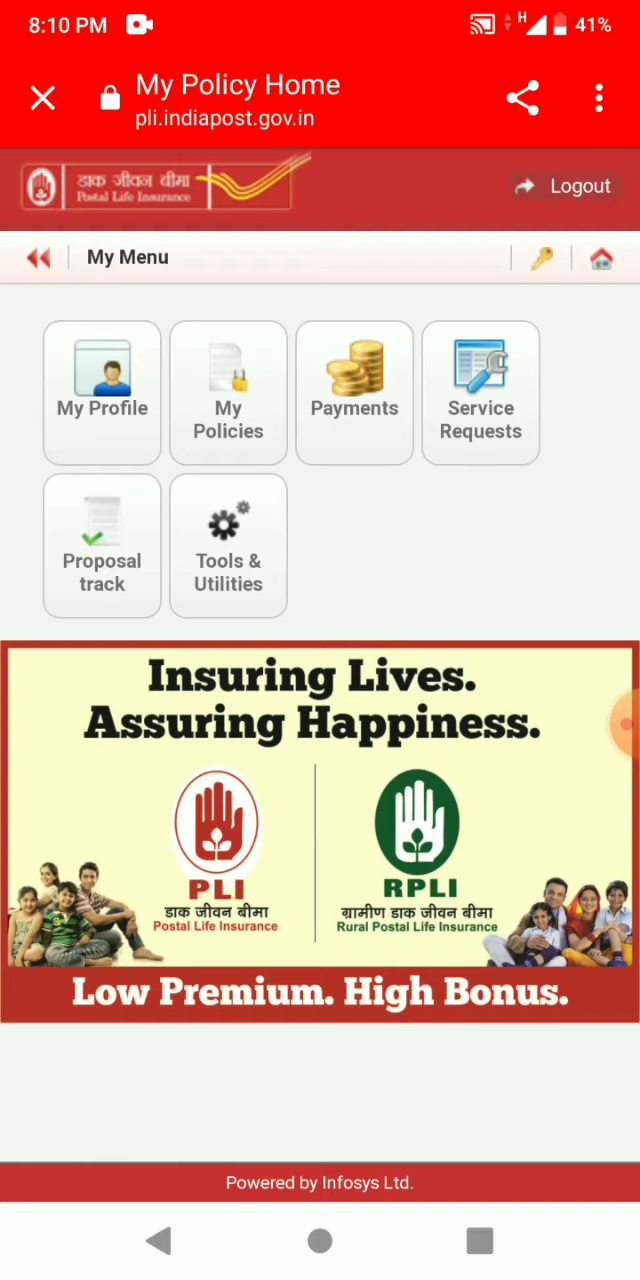 8:10 PM
H
41%
My Policy Home
pli.indiapost.gov.in
डाक जीवन बीमा
Postal Life Insurance
Logout
My Menu
My Profile
My
Policies
Payments
Service
Requests
Proposal
track
Tools &
Utilities
Insuring Lives.
Assuring Happiness.
PLI
डाक जीवन बीमा
Postal Life Insurance
RPLI
ग्रामीण डाक जीवन बीमा
Rural Postal Life Insurance
Low Premium. High Bonus.
Powered by Infosys Ltd.